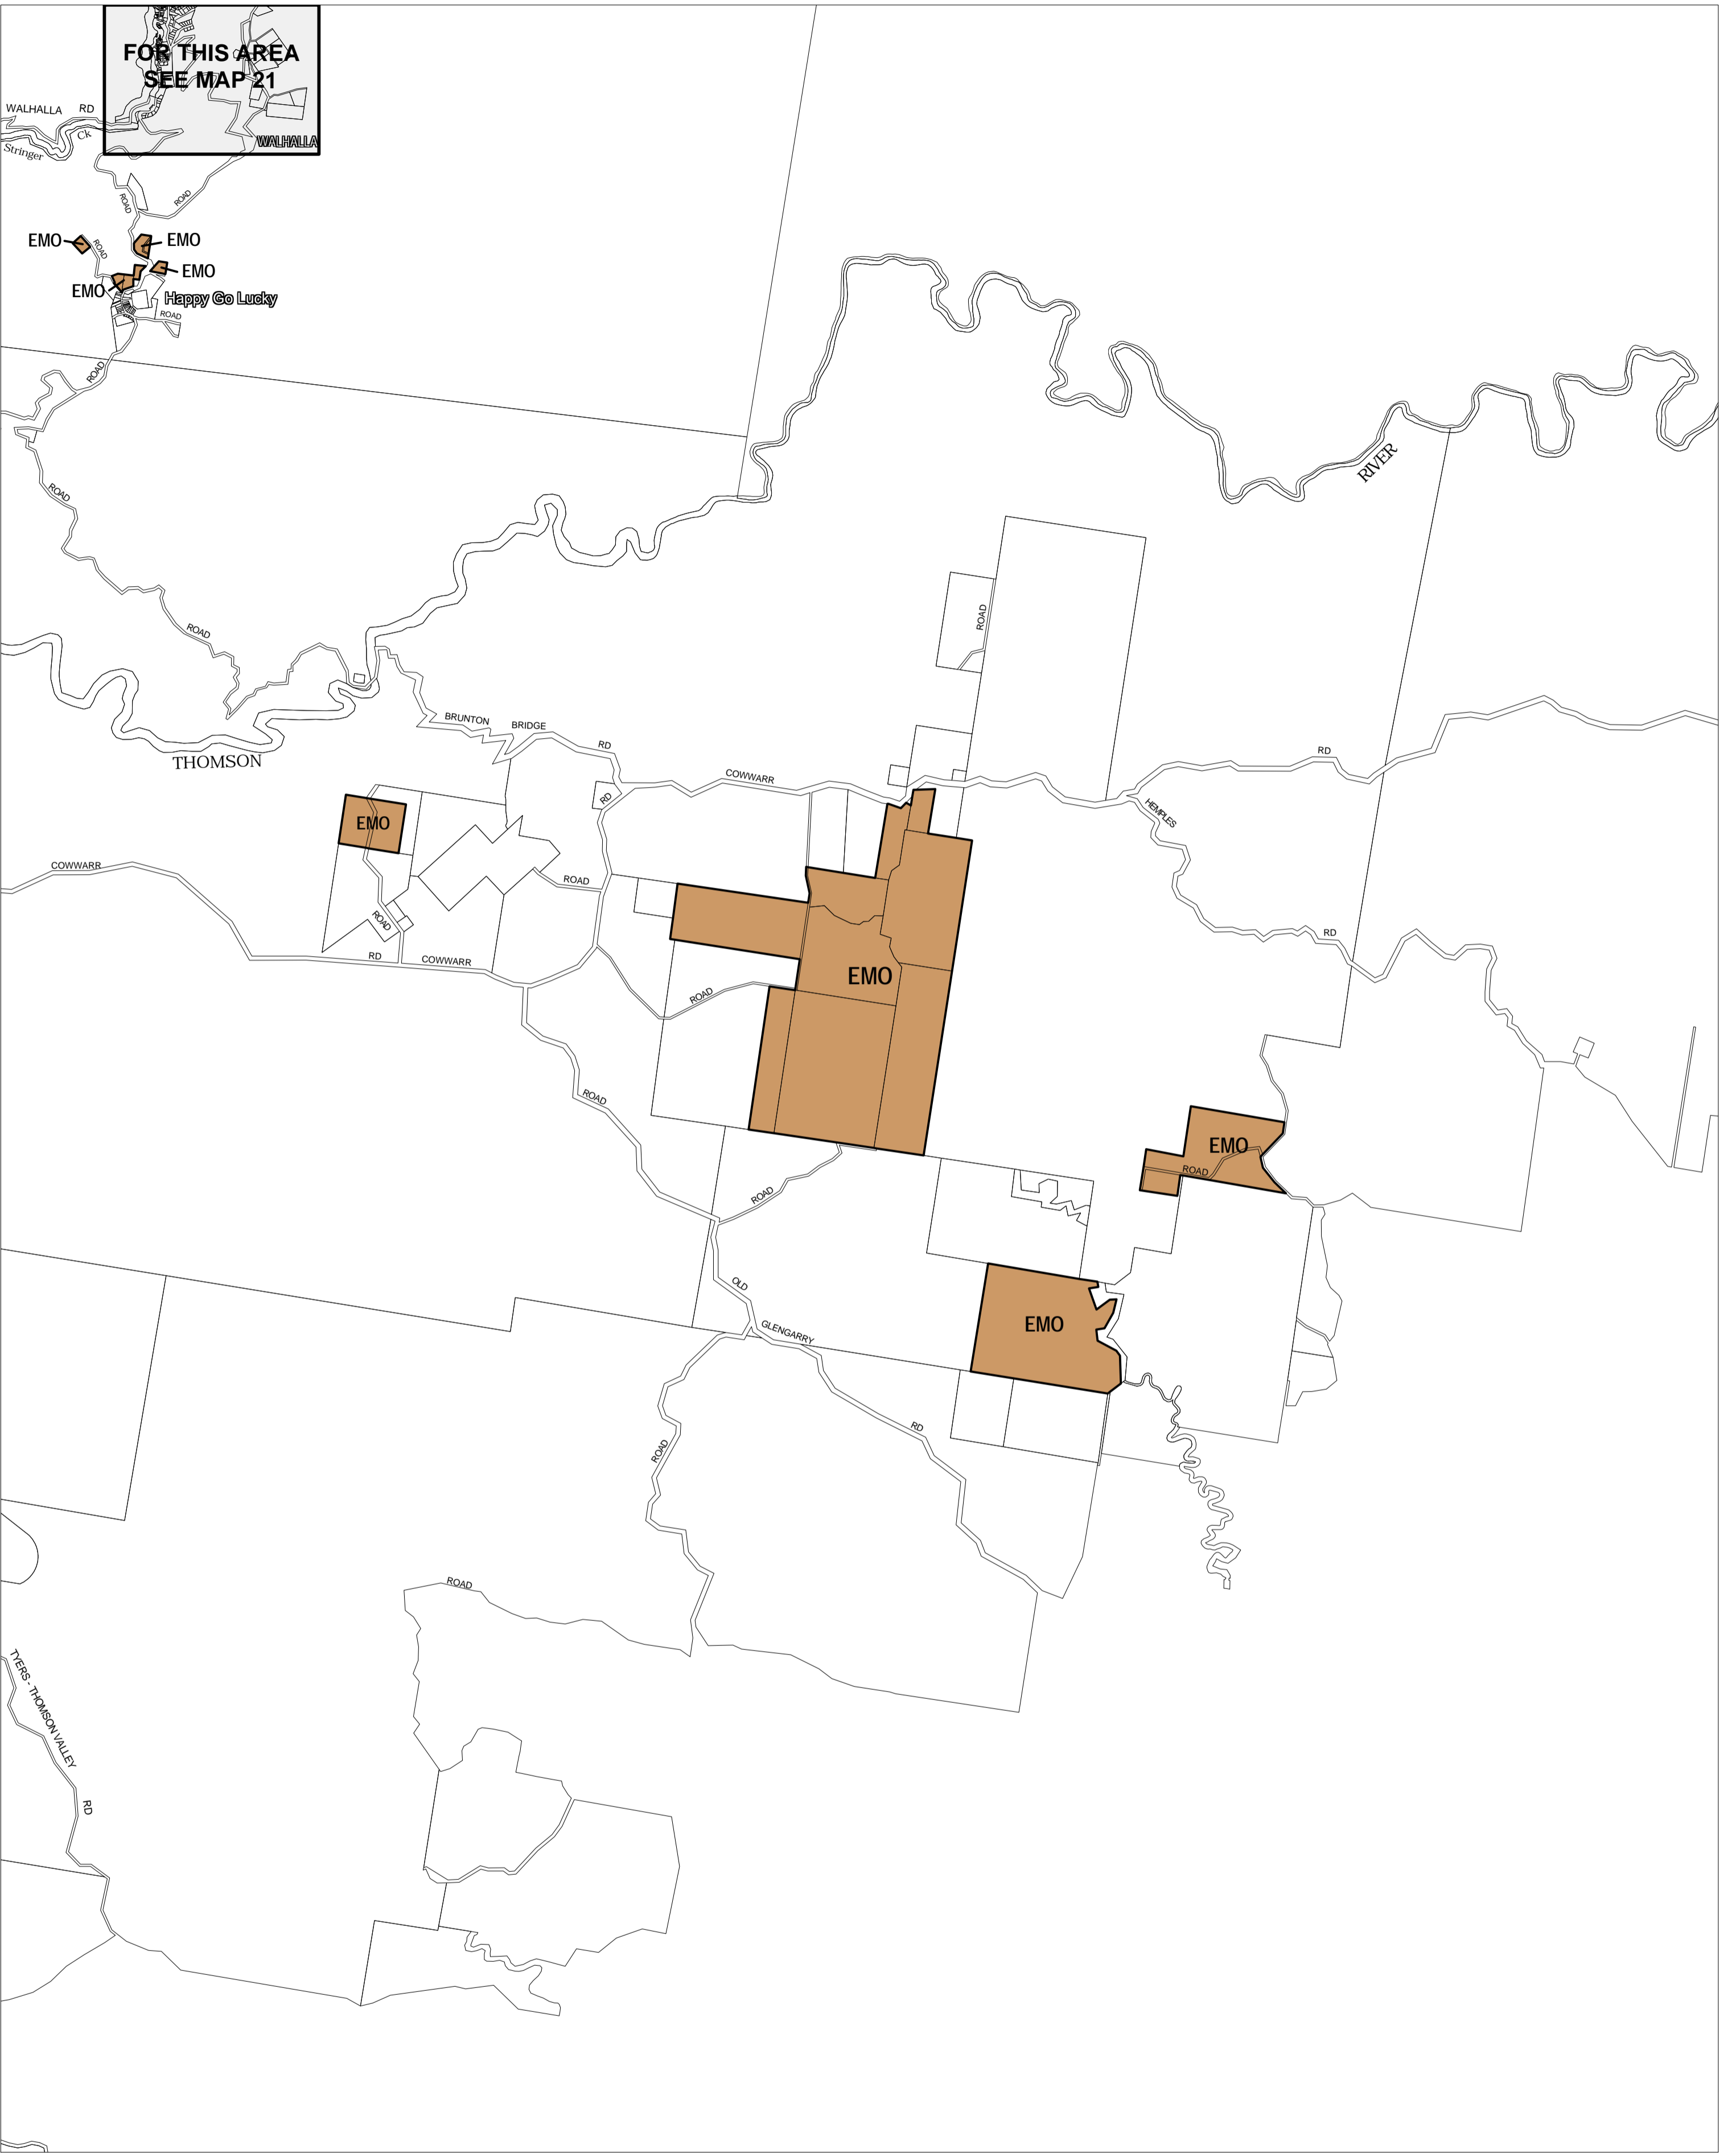 FOR THIS AREA
SEE MAP 21
WALHALLA RD
Ck
Stringer
WALHALLA
ROAD
ROAD
EMO
ROAD
EMO
EMO
EMO
Happy Go Lucky
ROAD
ROAD
RIVER
ROAD
ROAD
ROAD
BRUNTON
BRIDGE
RD
THOMSON
RD
COWWARR
RD
HEMPLES
EMO
COWWARR
ROAD
ROAD
RD
RD
COWWARR
EMO
ROAD
ROAD
EMO
ROAD
ROAD
OLD
EMO
GLENGARRY
RD
ROAD
ROAD
TYERS - THOMSON VALLEY
RD